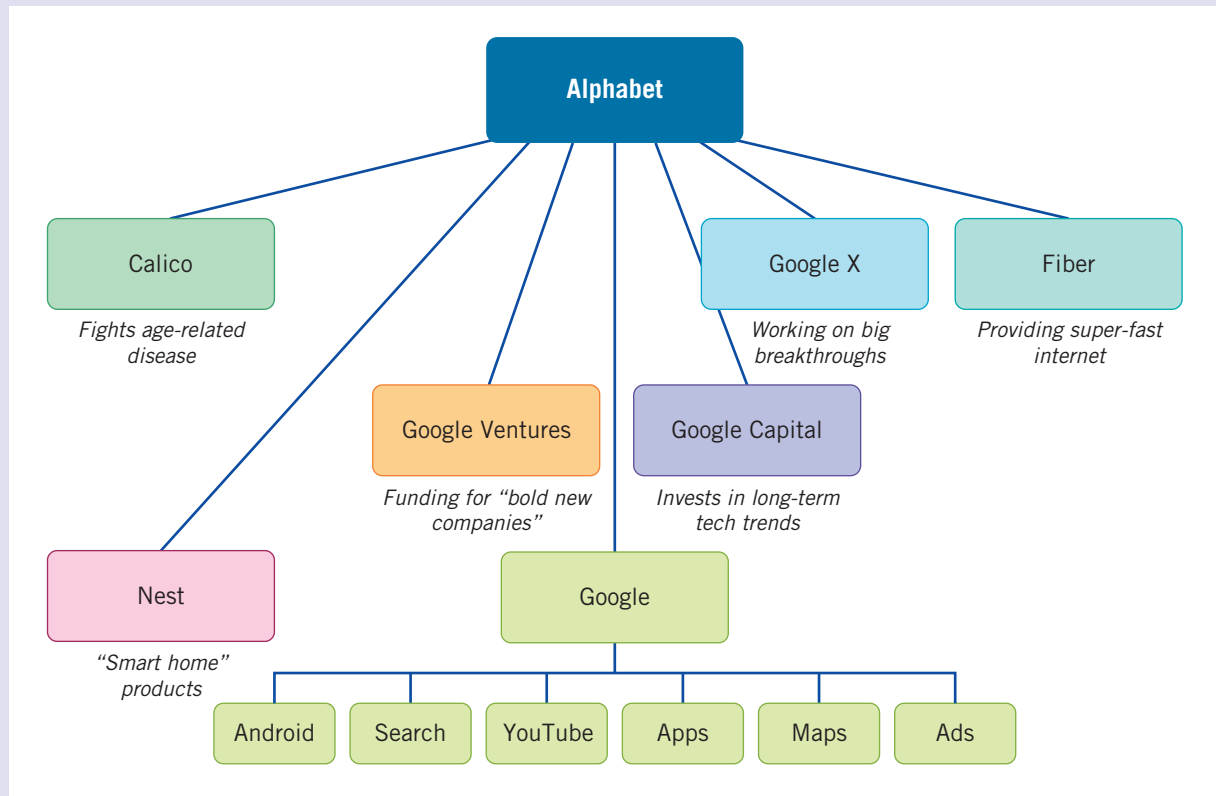 Alphabet
Calico
Fights age-related
disease
Google X
Working on big
breakthroughs
Fiber
Providing super-fast
internet
Google Ventures
Funding for “bold new
companies”
Google Capital
Invests in long-term
tech trends
Nest
“Smart home”
products
Google
Android
Search
YouTube
Apps
Maps
Ads